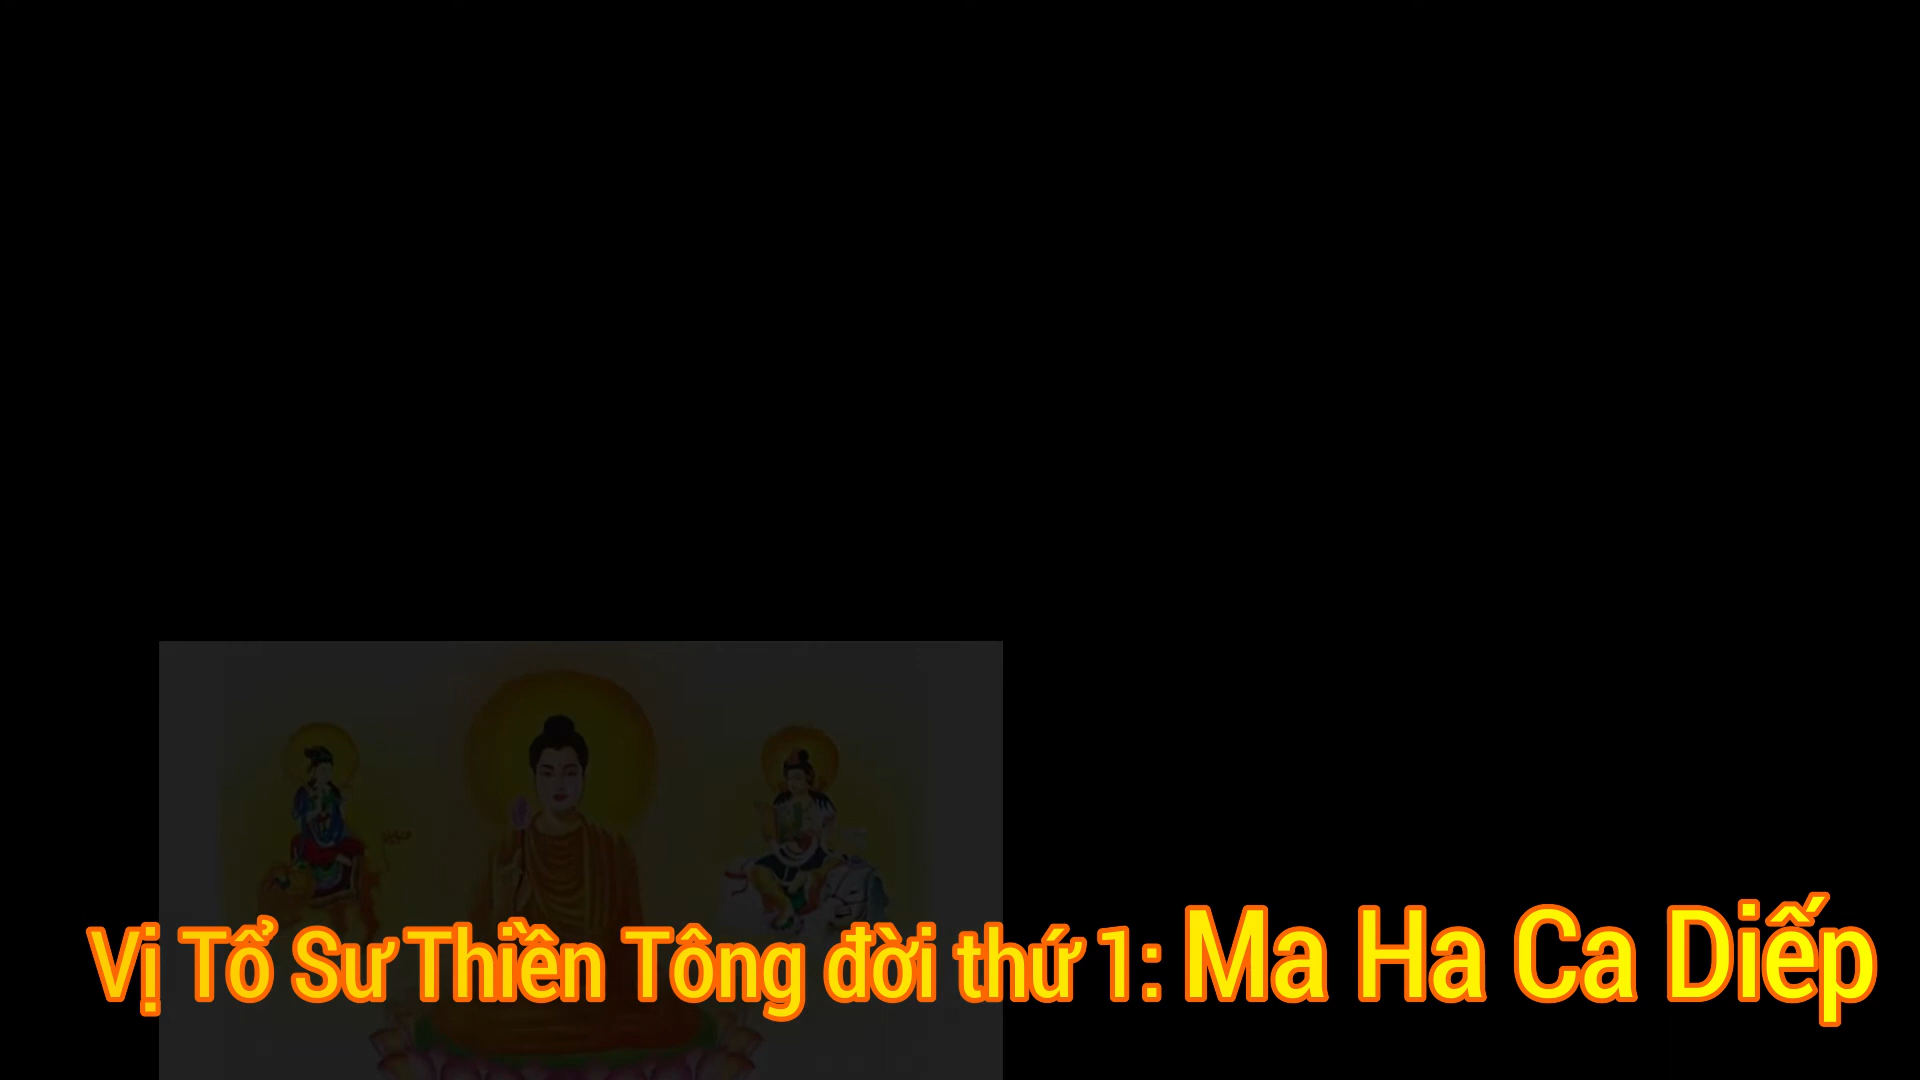 Vị Tổ Sư Thiền Tông đời thứ 1: Ma Ha Ca Diếp